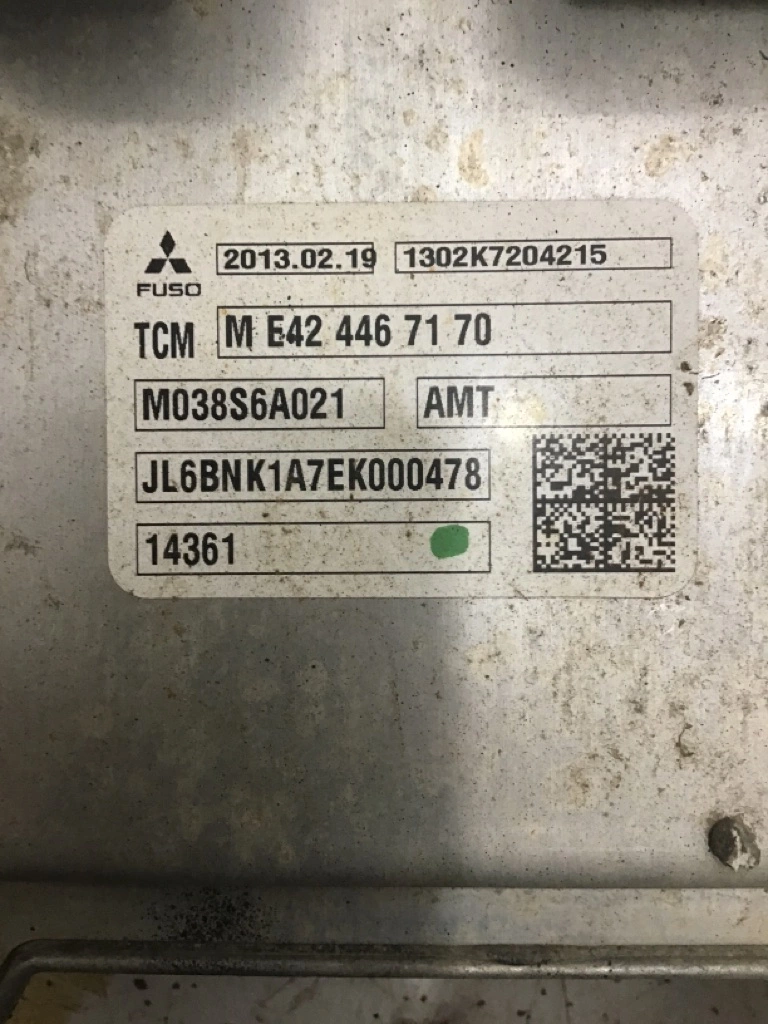 2013.02.19 1302K7204215
FUSO
TCM M E42 446 71 70
M038S6A021 AMT
JL6BNK1A7EK000478
14361